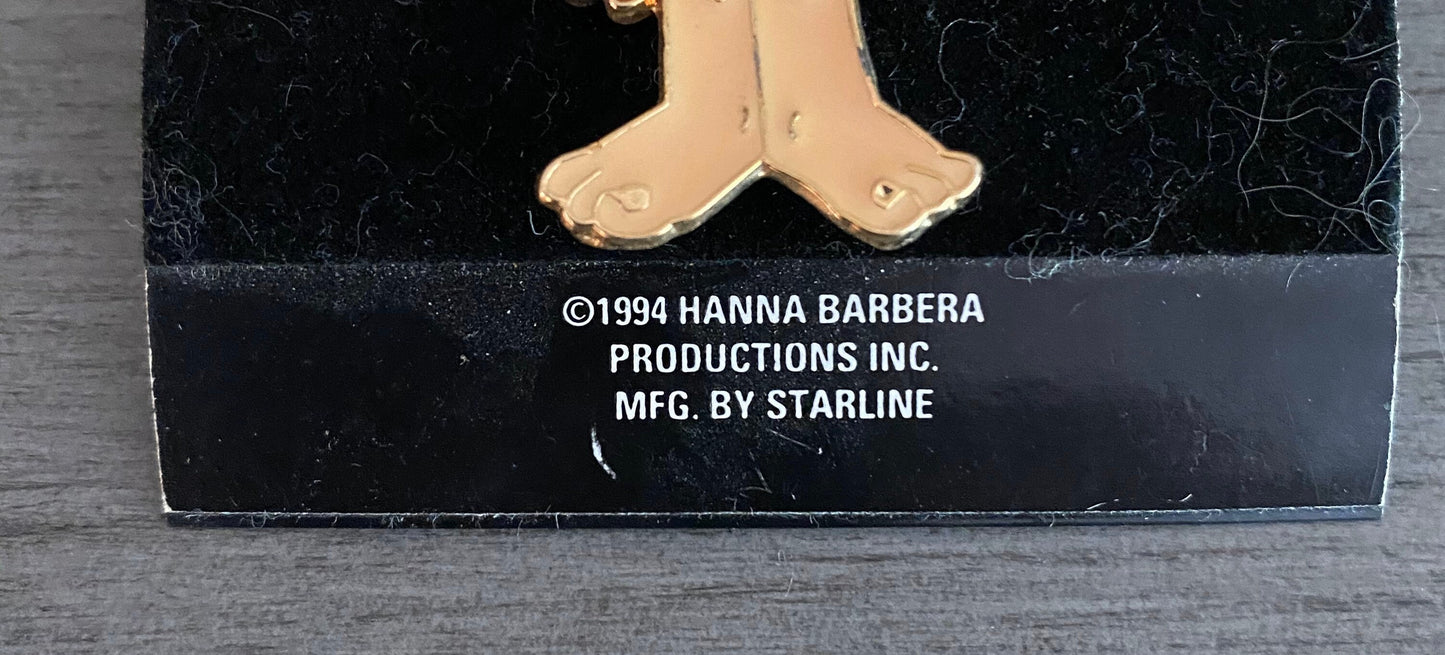 ©1994 HANNA BARBERA
PRODUCTIONS INC.
MFG. BY STARLINE